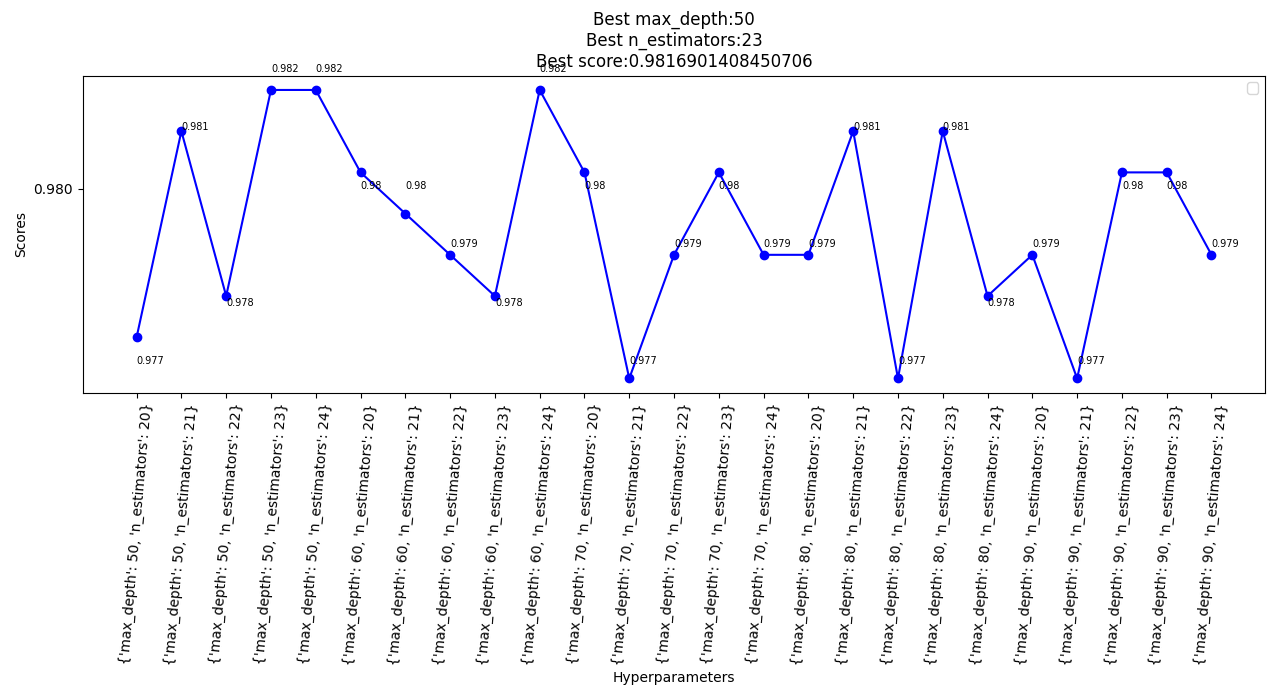 Best max_depth:50
Best n_estimators:23
Best score:0.9816901408450706
0.982
0.982
0.982
0.981
0.981
0.981
0.980
0.98
0.98
0.98
0.98
0.98
0.98
0.979
0.979
0.979
0.979
0.979
0.979
0.978
0.978
0.978
0.977
0.977
0.977
0.977
Scores
{'max_depth': 50, 'n_estimators': 20}
{'max_depth': 50, 'n_estimators': 21}
{'max_depth': 50, 'n_estimators': 22}
{'max_depth': 50, 'n_estimators': 23}
{'max_depth': 50, 'n_estimators': 24}
{'max_depth': 60, 'n_estimators': 20}
{'max_depth': 60, 'n_estimators': 21}
{'max_depth': 60, 'n_estimators': 22}
{'max_depth': 60, 'n_estimators': 23}
{'max_depth': 60, 'n_estimators': 24}
{'max_depth': 70, 'n_estimators': 20}
{'max_depth': 70, 'n_estimators': 21}
{'max_depth': 70, 'n_estimators': 22}
{'max_depth': 70, 'n_estimators': 23}
{'max_depth': 70, 'n_estimators': 24}
{'max_depth': 80, 'n_estimators': 20}
{'max_depth': 80, 'n_estimators': 21}
{'max_depth': 80, 'n_estimators': 22}
{'max_depth': 80, 'n_estimators': 23}
{'max_depth': 80, 'n_estimators': 24}
{'max_depth': 90, 'n_estimators': 20}
{'max_depth': 90, 'n_estimators': 21}
{'max_depth': 90, 'n_estimators': 22}
{'max_depth': 90, 'n_estimators': 23}
{'max_depth': 90, 'n_estimators': 24}
Hyperparameters